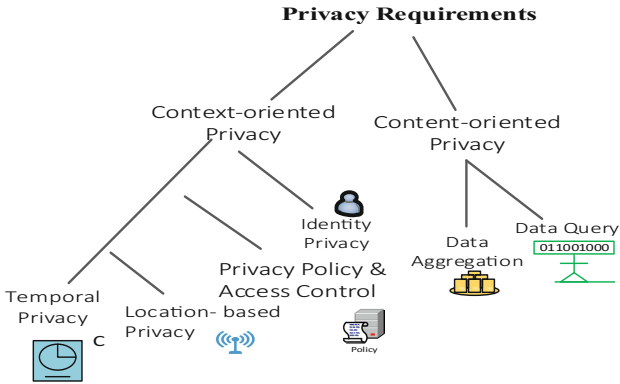 Privacy Requirements
Context-oriented
Privacy
Content-oriented
Privacy
Identity
Privacy
Data Query
011001000
Data
Aggregation
Privacy Policy &
Access Control
Policy
Temporal
Privacy
C
Location- based
Privacy